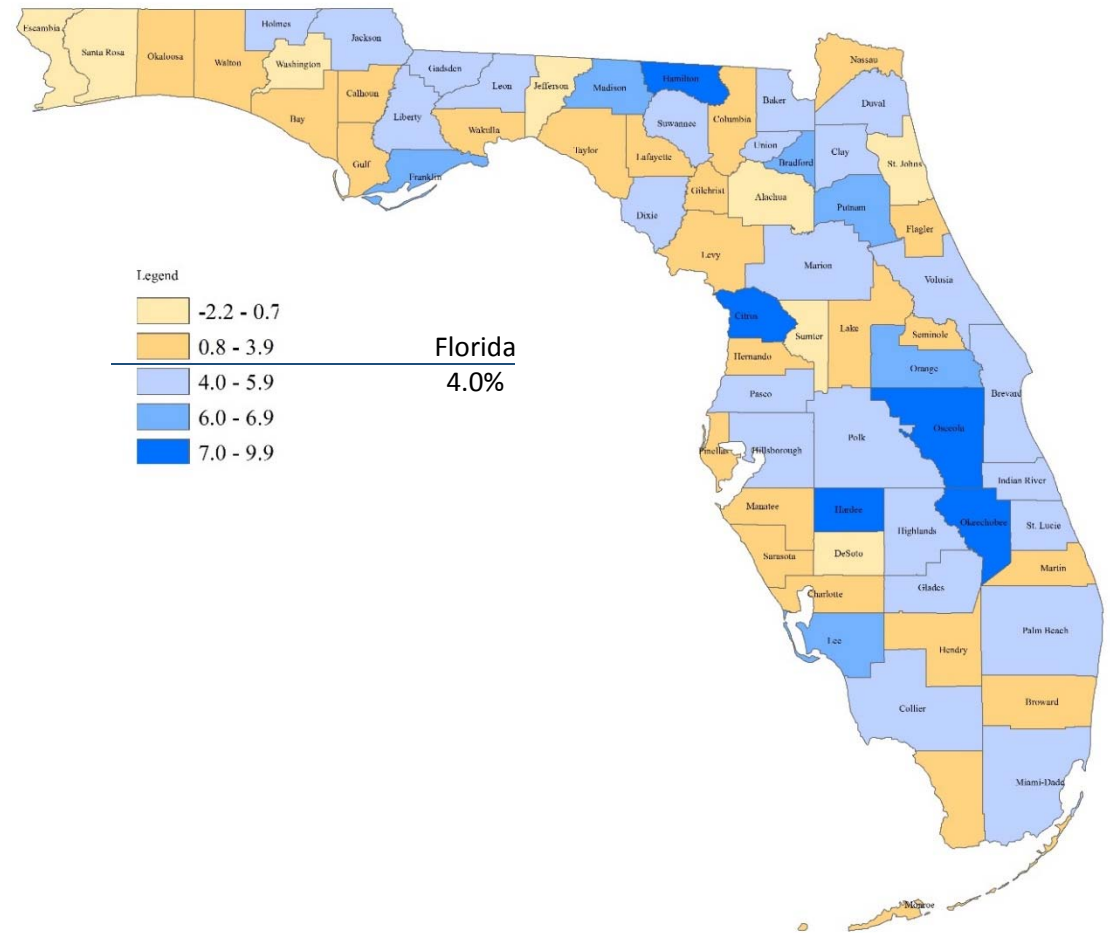 Escambia
Santa Rosa
Okaloosa
Walton
Holmes
Washington
Jackson
Bay
Calhoun
Gulf
Liberty
Gadsden
Leon
Wakulla
Franklin
Jefferson
Madison
Taylor
Hamilton
Suwannee
Lafayette
Dixie
Columbia
Gilchrist
Levy
Baker
Union
Bradford
Alachua
Nassau
Duval
Clay
St. Johns
Putnam
Flagler
Marion
Volusia
Citrus
Sumter
Lake
Seminole
Hernando
Orange
Pasco
Brevard
Osceola
Polk
Pinellas
Hillsborough
Indian River
Manatee
Hardee
Highlands
Okeechobee
St. Lucie
Sarasota
DeSoto
Martin
Charlotte
Glades
Lee
Hendry
Palm Beach
Collier
Broward
Miami-Dade
Monroe
Legend
-2.2 - 0.7
0.8 - 3.9
4.0 - 5.9
6.0 - 6.9
7.0 - 9.9
Florida
4.0%